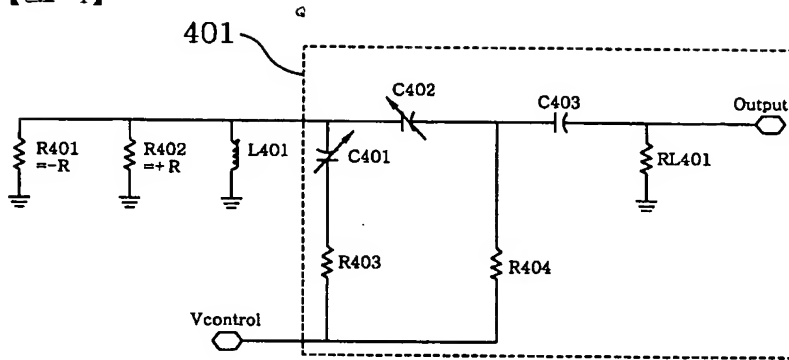 401
C402
C403
Output
R401
=-R
R402
=+R
L401
C401
RL401
R403
R404
Vcontrol